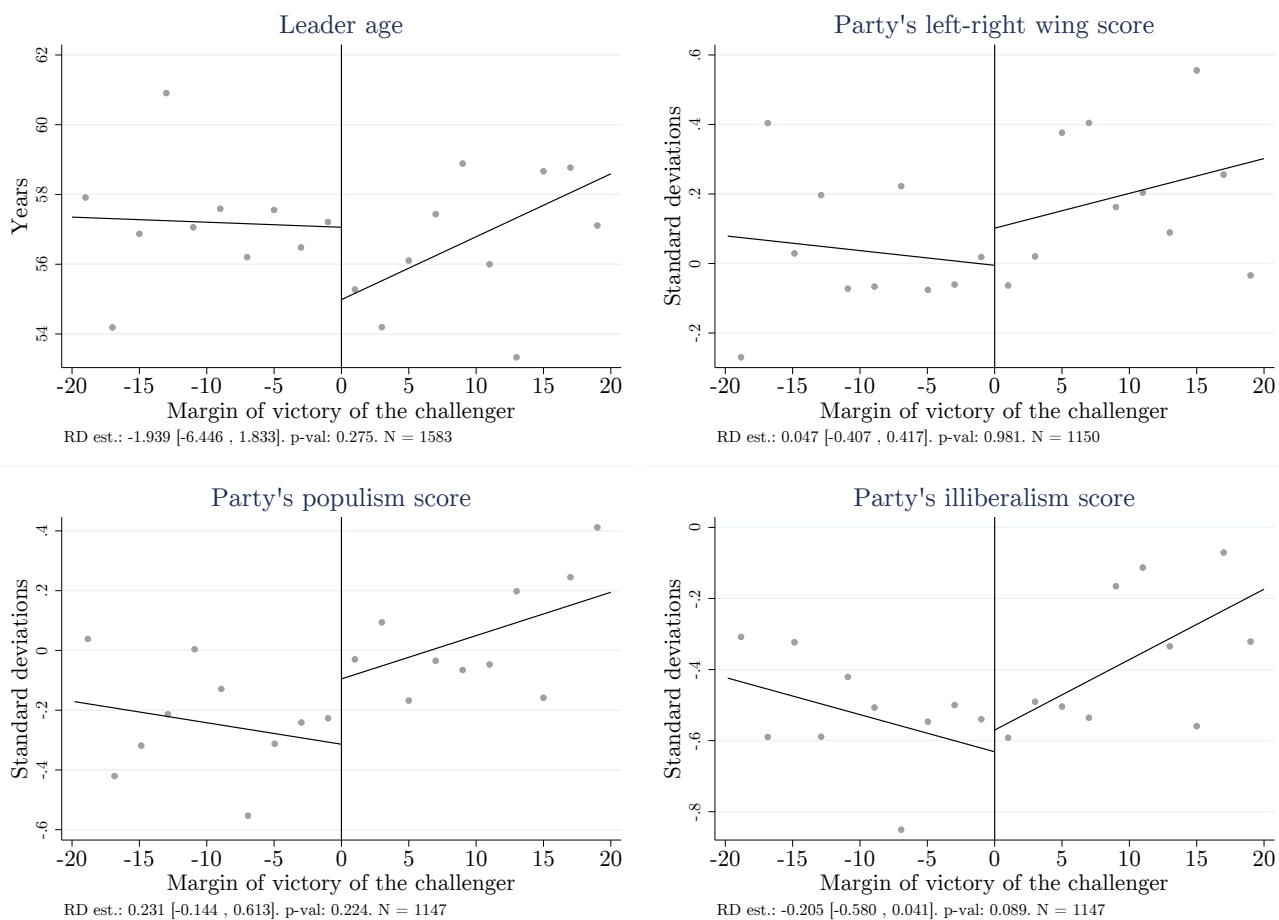 Leader age
Years
62
60
58
56
54
-20 -15 -10 -5 0 5 10 15 20
Margin of victory of the challenger
RD est.: -1.939 [-6.446 , 1.833]. p-val: 0.275. N = 1583
Party's left-right wing score
Standard deviations
.6
.4
.2
0
-.2
-20 -15 -10 -5 0 5 10 15 20
Margin of victory of the challenger
RD est.: 0.047 [-0.407 , 0.417]. p-val: 0.981. N = 1150
Party's populism score
Standard deviations
.4
.2
0
-.2
-.4
-.6
-20 -15 -10 -5 0 5 10 15 20
Margin of victory of the challenger
RD est.: 0.231 [-0.144 , 0.613]. p-val: 0.224. N = 1147
Party's illiberalism score
Standard deviations
0
-.2
-.4
-.6
-.8
-20 -15 -10 -5 0 5 10 15 20
Margin of victory of the challenger
RD est.: -0.205 [-0.580 , 0.041]. p-val: 0.089. N = 1147